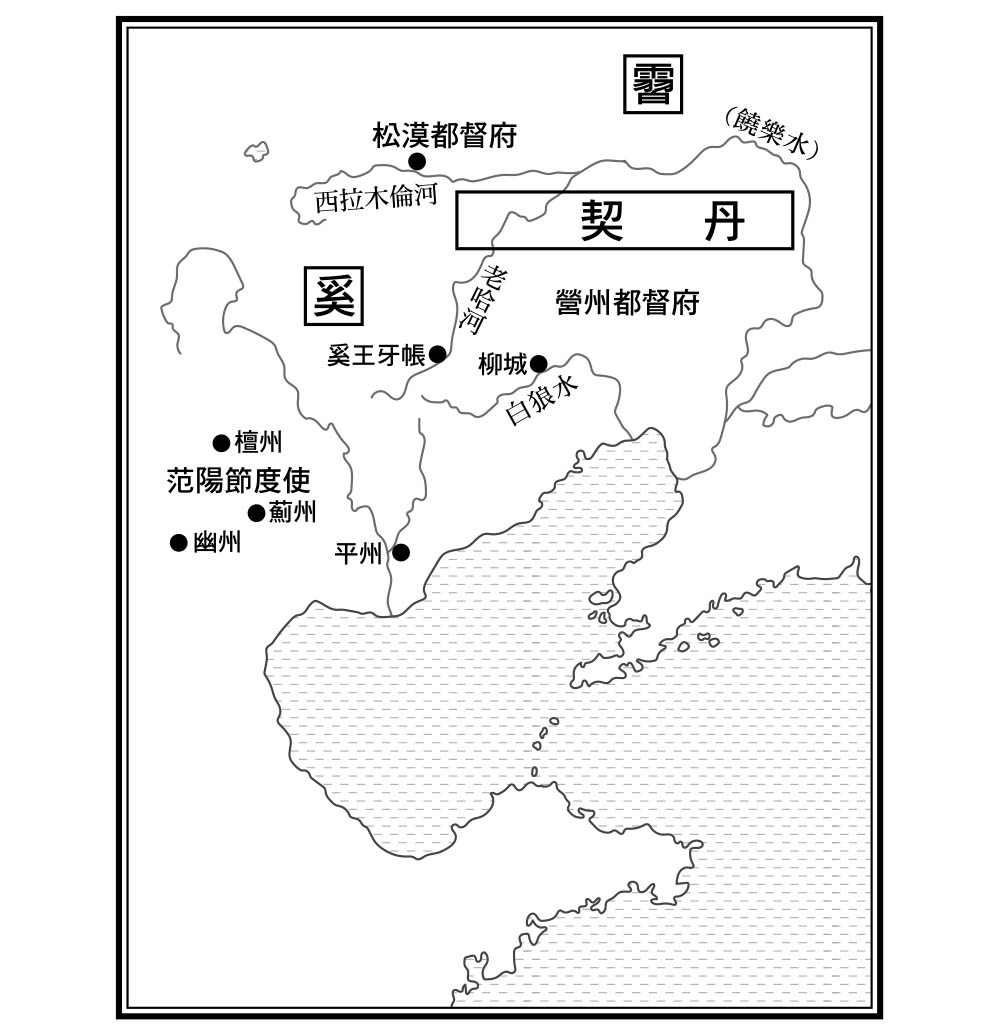 霫
(饒樂水)
松漠都督府
西拉木倫河
契丹
奚
老哈河
營州都督府
奚王牙帳
柳城
白狼水
檀州
范陽節度使
薊州
幽州
平州